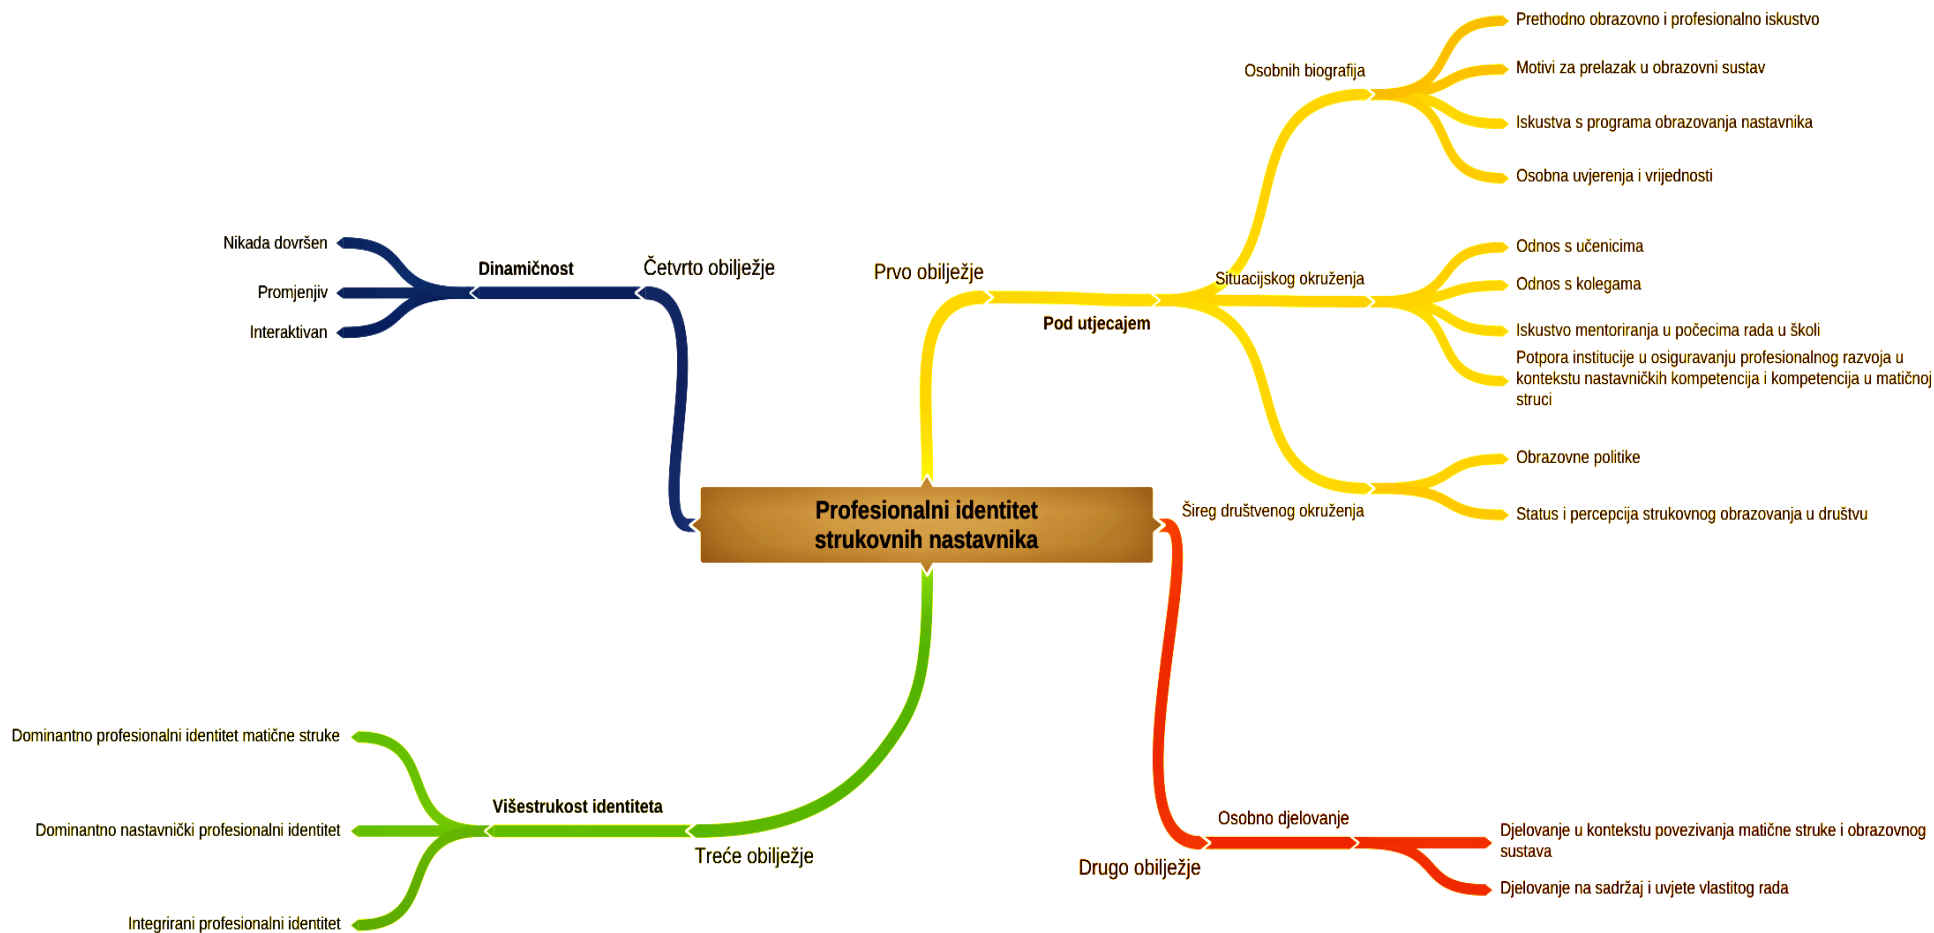 Profesionalni identitet
strukovnih nastavnika
Prvo obilježje
Pod utjecajem
Osobnih biografija
Prethodno obrazovno i profesionalno iskustvo
Motivi za prelazak u obrazovni sustav
Iskustva s programa obrazovanja nastavnika
Osobna uvjerenja i vrijednosti
Situacijskog okruženja
Odnos s učenicima
Odnos s kolegama
Iskustvo mentoriranja u počecima rada u školi
Potpora institucije u osiguravanju profesionalnog razvoja u
kontekstu nastavničkih kompetencija i kompetencija u matičnoj
struci
Šireg društvenog okruženja
Obrazovne politike
Status i percepcija strukovnog obrazovanja u društvu
Drugo obilježje
Osobno djelovanje
Djelovanje u kontekstu povezivanja matične struke i obrazovnog
sustava
Djelovanje na sadržaj i uvjete vlastitog rada
Treće obilježje
Višestrukost identiteta
Dominantno profesionalni identitet matične struke
Dominantno nastavnički profesionalni identitet
Integrirani profesionalni identitet
Četvrto obilježje
Dinamičnost
Nikada dovršen
Promjenjiv
Interaktivan